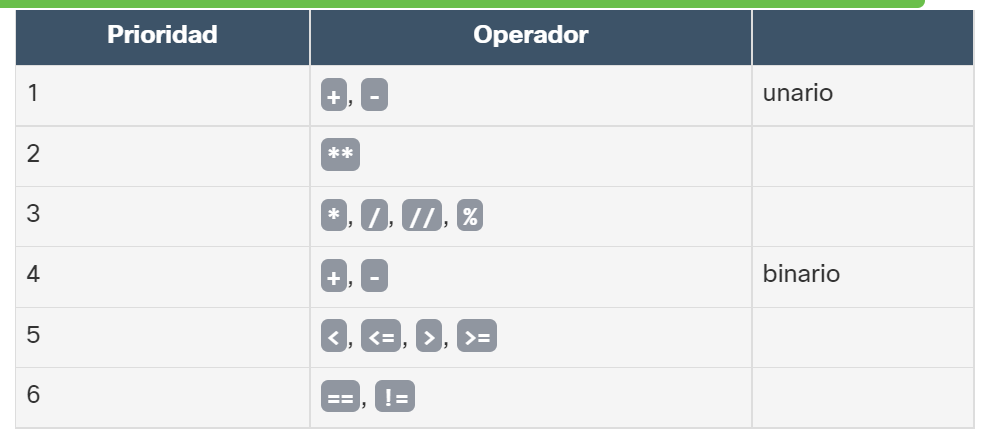 Prioridad Operador
1 +, - unario
2 **
3 *, /, //, %
4 +, - binario
5 <, <=, >, >=
6 ==, !=